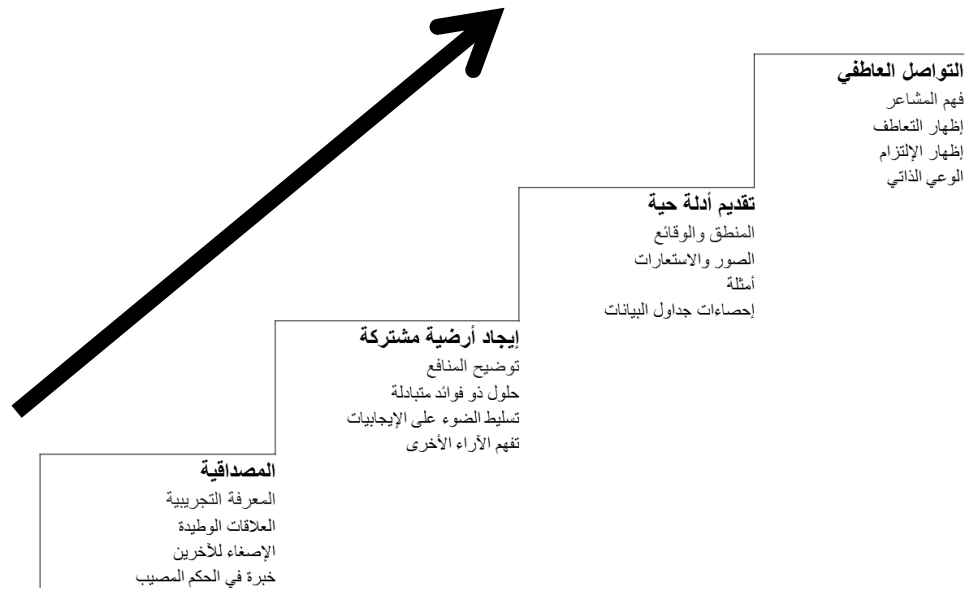 التواصل العاطفي
فهم المشاعر
إظهار التعاطف
إظهار الإلتزام
الوعي الذاتي
تقديم أدلة حية
المنطق والوقائع
الصور والاستعارات
أمثلة
إحصاءات جداول البيانات
إيجاد أرضية مشتركة
توضيح المنافع
حلول ذو فوائد متبادلة
تسليط الضوء على الإيجابيات
تفهم الآراء الأخرى
المصداقية
المعرفة التجريبية
العلاقات الوطيدة
الإصغاء للآخرين
خبرة في الحكم المصيب